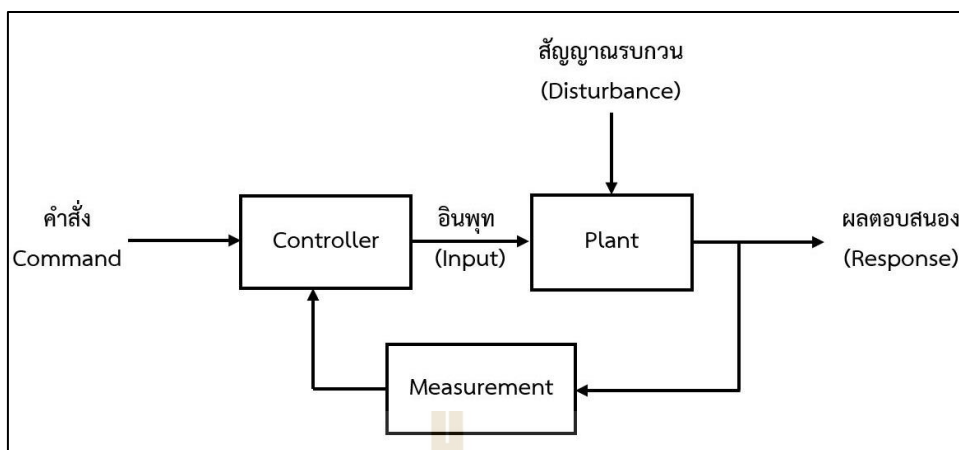 สัญญาณรบกวน
(Disturbance)
คำสั่ง
Command
Controller
อินพุท
(Input)
Plant
ผลตอบสนอง
(Response)
Measurement